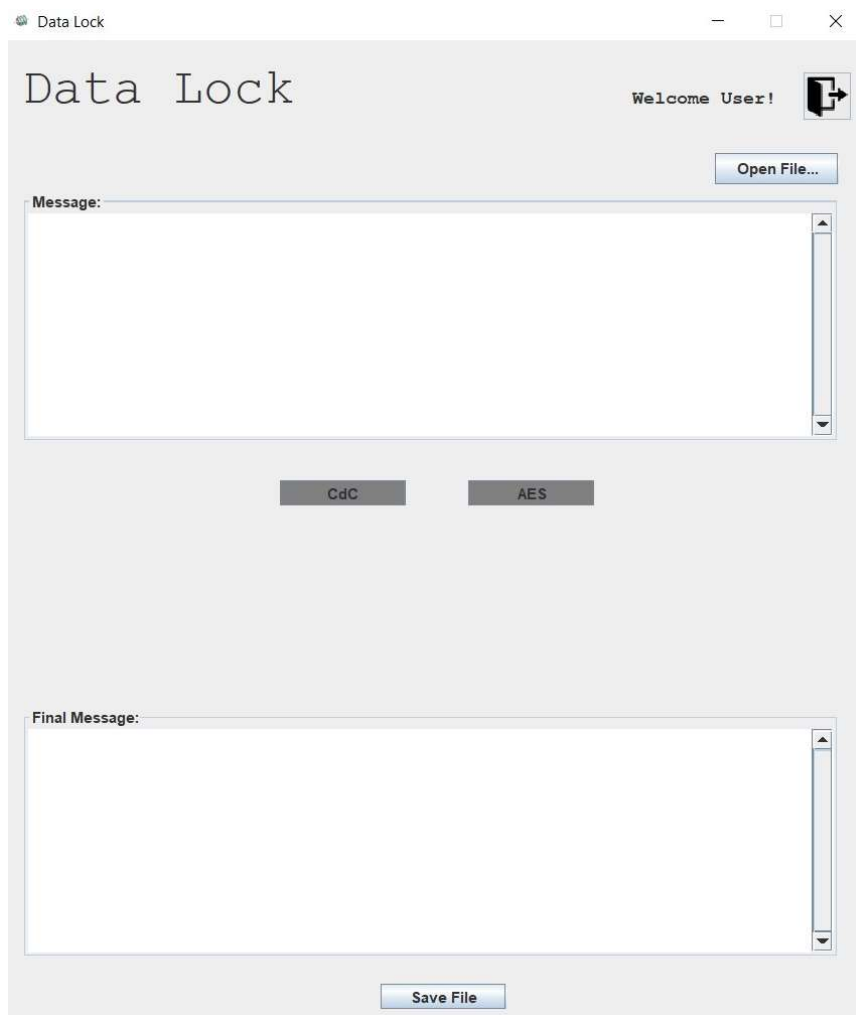 Data Lock
Data Lock
Welcome User!
Open File...
Message:
CdC
AES
Final Message:
Save File